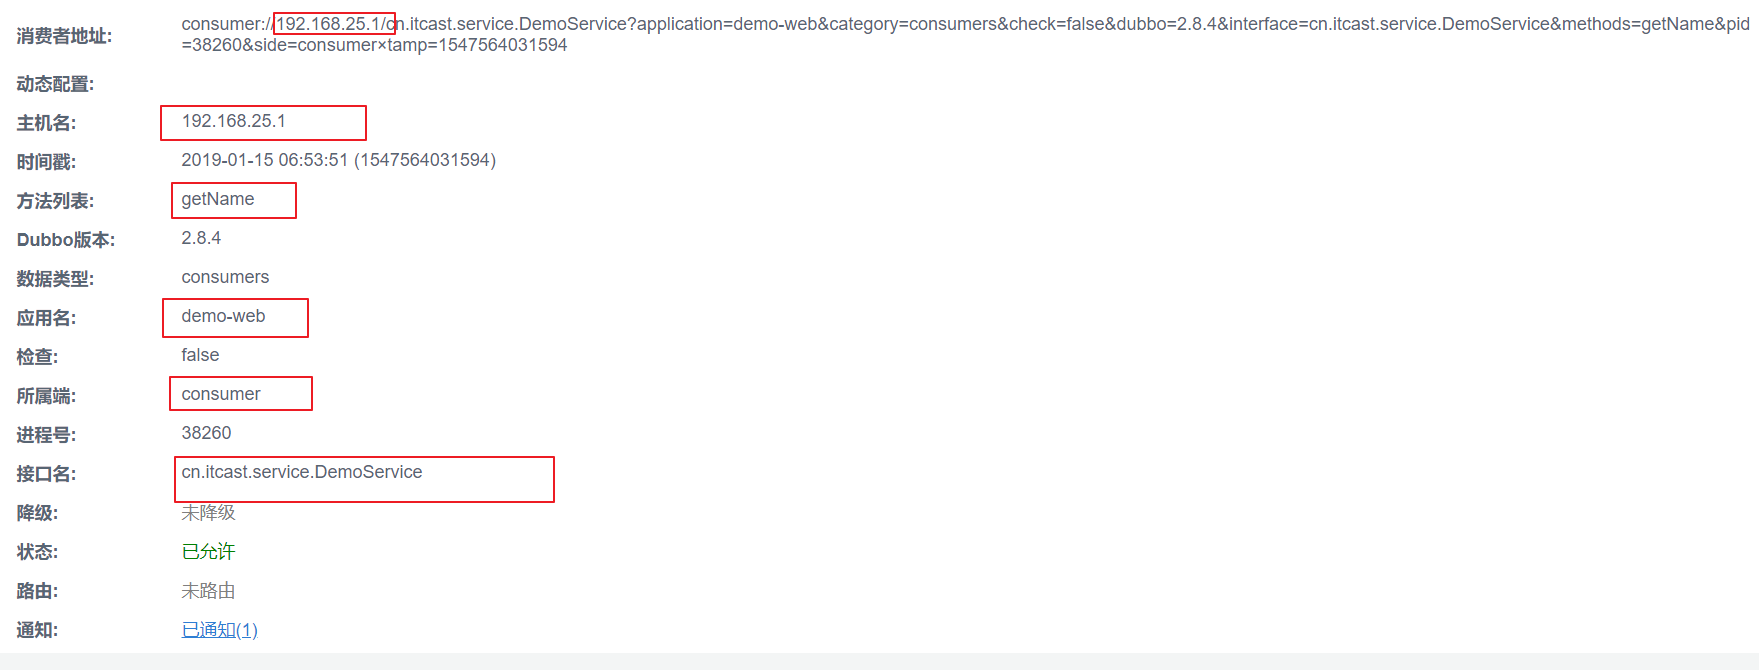 消费者地址: consumer://192.168.25.1/cn.itcast.service.DemoService?application=demo-web&category=consumers&check=false&dubbo=2.8.4&interface=cn.itcast.service.DemoService&methods=getName&pid
=38260&side=consumer×tamp=1547564031594
动态配置:
主机名: 192.168.25.1
时间戳: 2019-01-15 06:53:51 (1547564031594)
方法列表: getName
Dubbo版本: 2.8.4
数据类型: consumers
应用名: demo-web
检查: false
所属端: consumer
进程号: 38260
接口名: cn.itcast.service.DemoService
降级: 未降级
状态: 已允许
路由: 未路由
通知: 已通知(1)